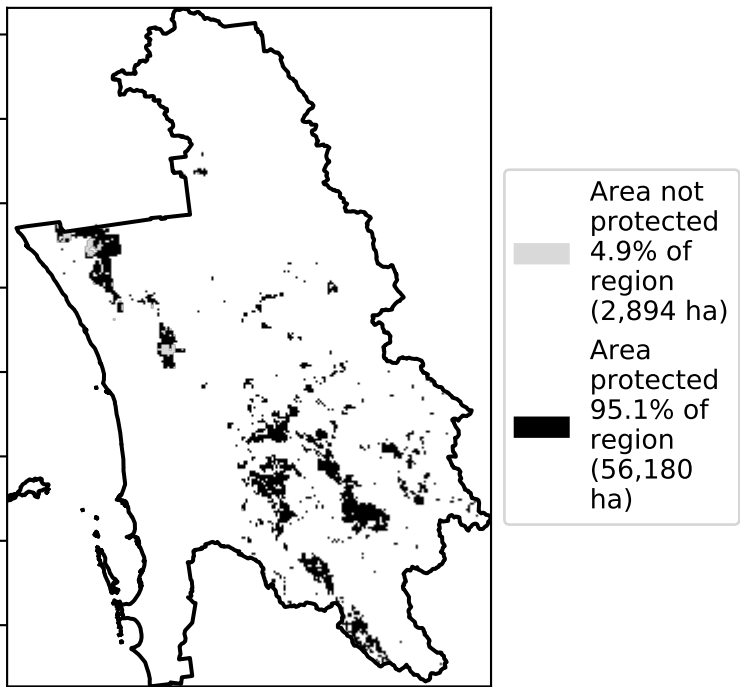 Area not
protected
4.9% of
region
(2,894 ha)
Area
protected
95.1% of
region
(56,180
ha)